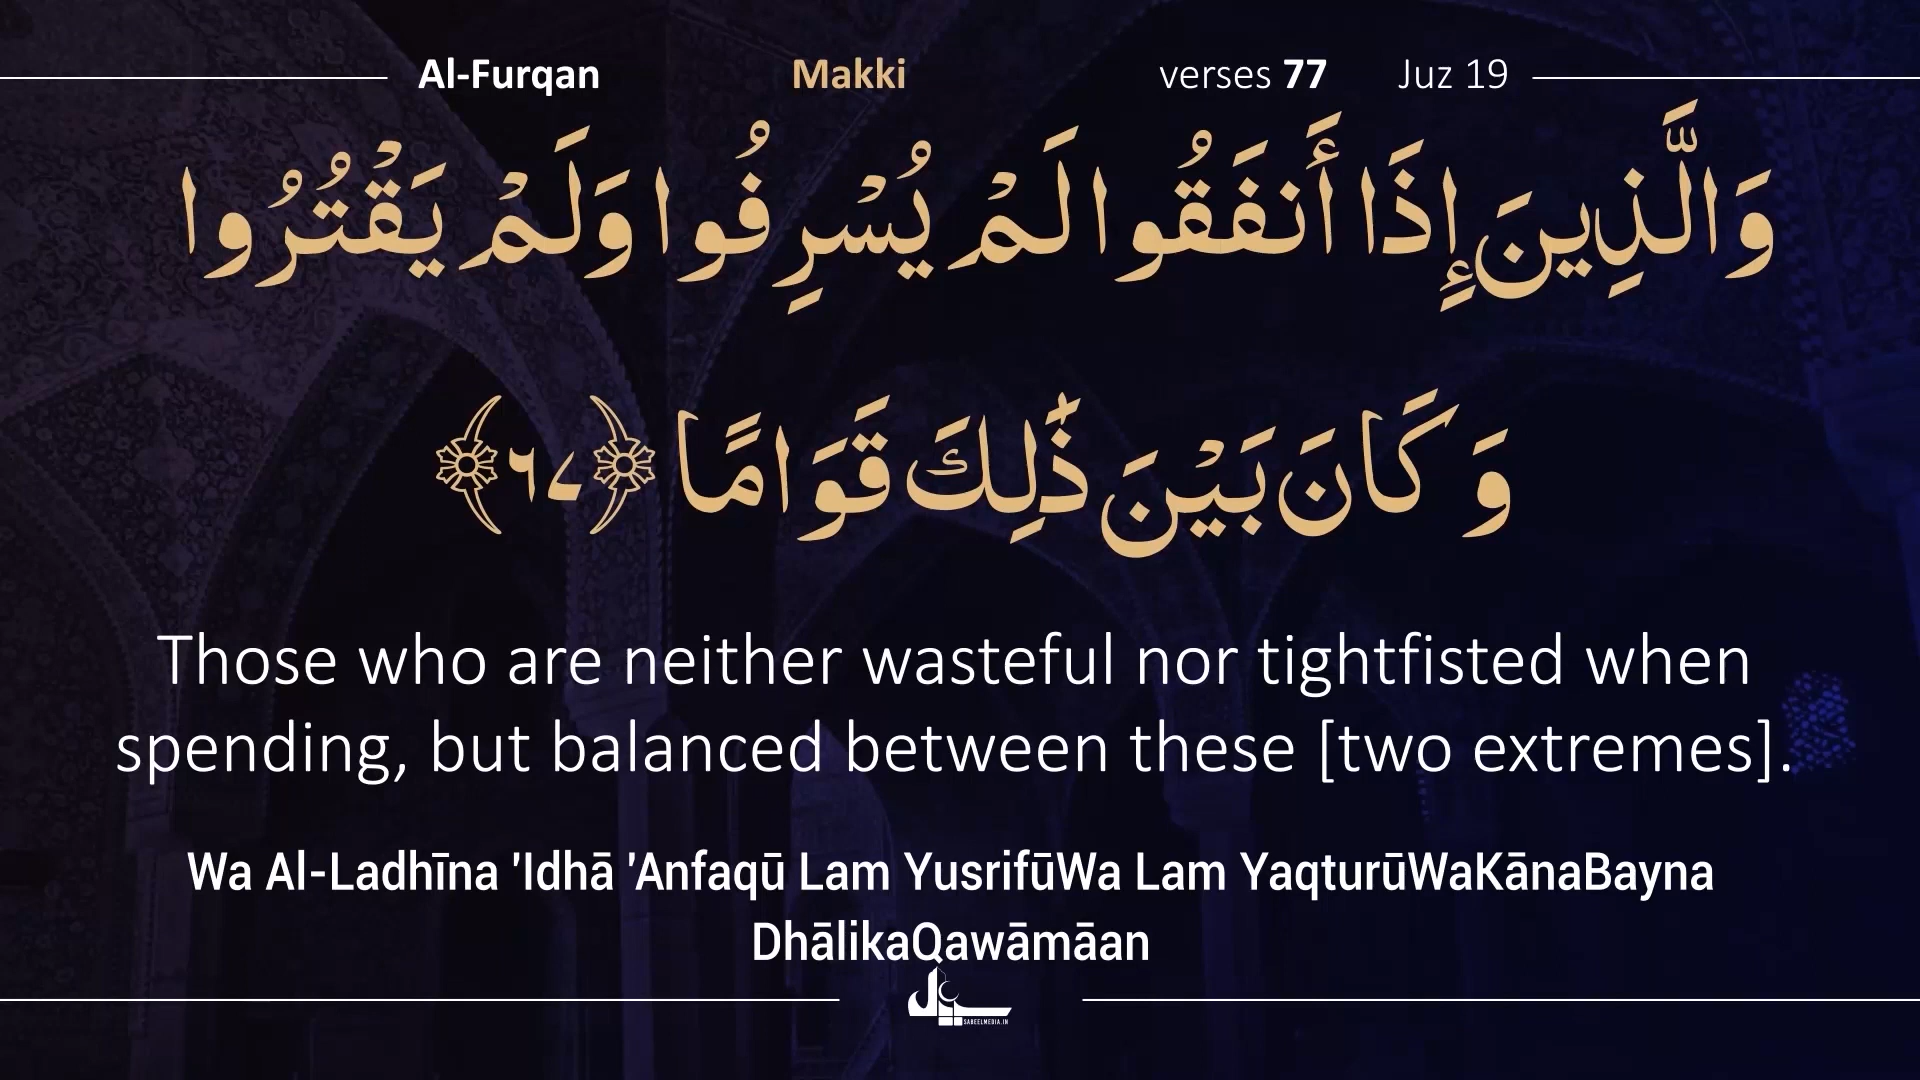 Al-Furqan Makki verses 77 Juz 19
وَالَّذِينَ إِذَا أَنفَقُوا لَمْ يُسْرِفُوا وَلَمْ يَقْتُرُوا
وَكَانَ بَيْنَ ذَٰلِكَ قَوَامًا ﴿٦٧﴾
Those who are neither wasteful nor tightfisted when
spending, but balanced between these [two extremes].
Wa Al-Ladhīna 'Idhā 'Anfaqū Lam YusrifūWa Lam YaqturūWaKānaBayna
DhālikaQawāmāan
SABEELMEDIA.IN